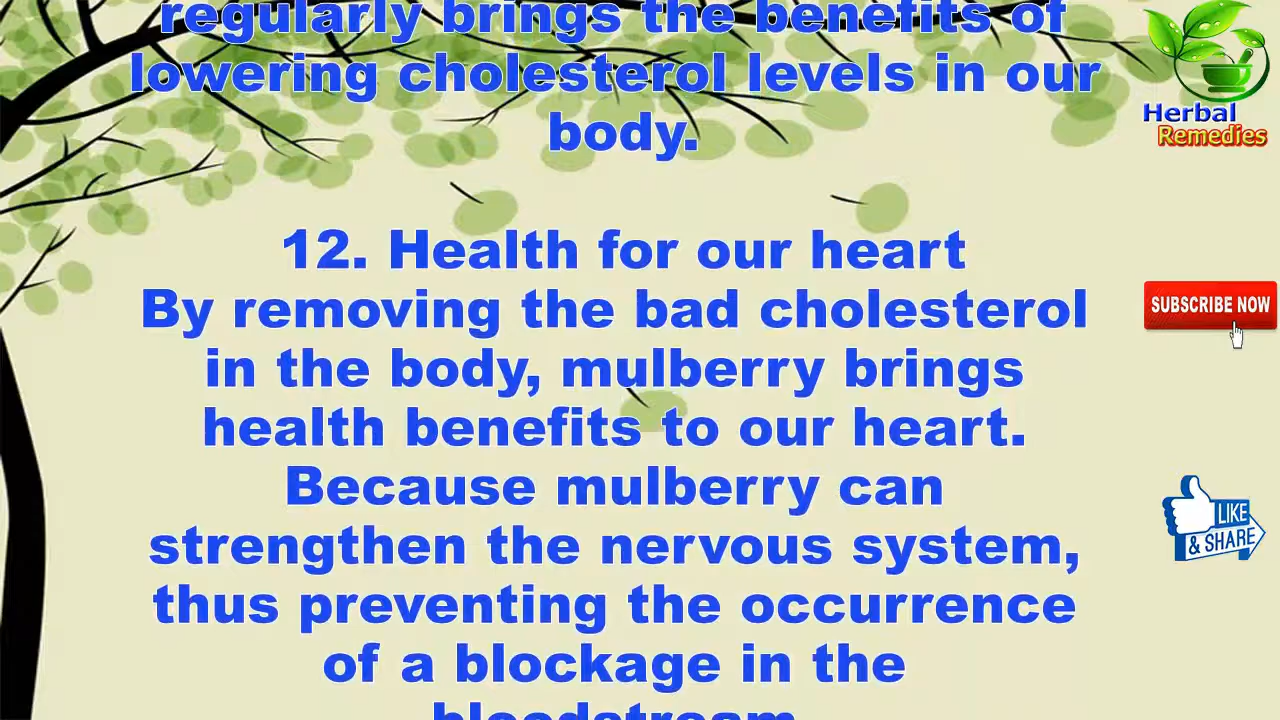 regularly brings the benefits of
lowering cholesterol levels in our
body.
12. Health for our heart
By removing the bad cholesterol
in the body, mulberry brings
health benefits to our heart.
Because mulberry can
strengthen the nervous system,
thus preventing the occurrence
of a blockage in the
bloodstream.
Herbal
Remedies
SUBSCRIBE NOW
LIKE
& SHARE